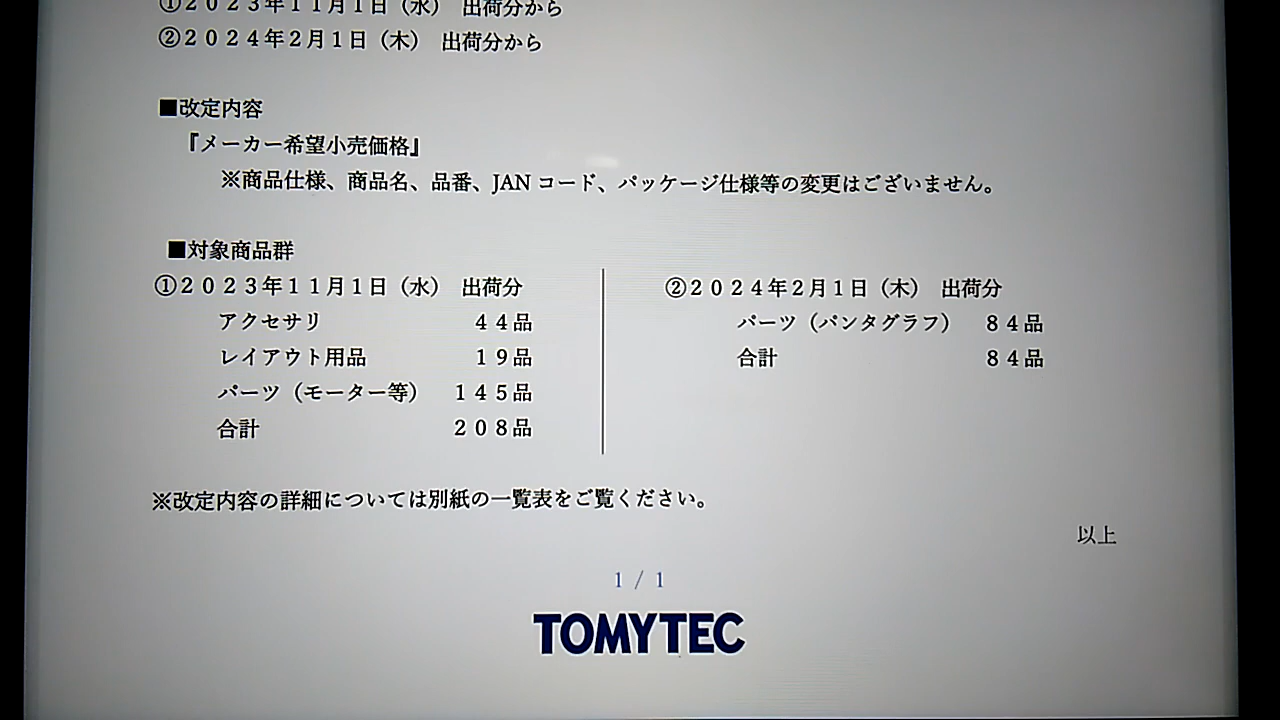 ①２０２３年１１月１日（水）　出荷分から
②２０２４年２月１日（木）　出荷分から
■改定内容
『メーカー希望小売価格』
※商品仕様、商品名、品番、JANコード、パッケージ仕様等の変更はございません。
■対象商品群
①２０２３年１１月１日（水）　出荷分
アクセサリ　４４品
レイアウト用品　１９品
パーツ（モーター等）　１４５品
合計　２０８品
②２０２４年２月１日（木）　出荷分
パーツ（パンタグラフ）　８４品
合計　８４品
※改定内容の詳細については別紙の一覧表をご覧ください。
以上
1 / 1
TOMYTEC